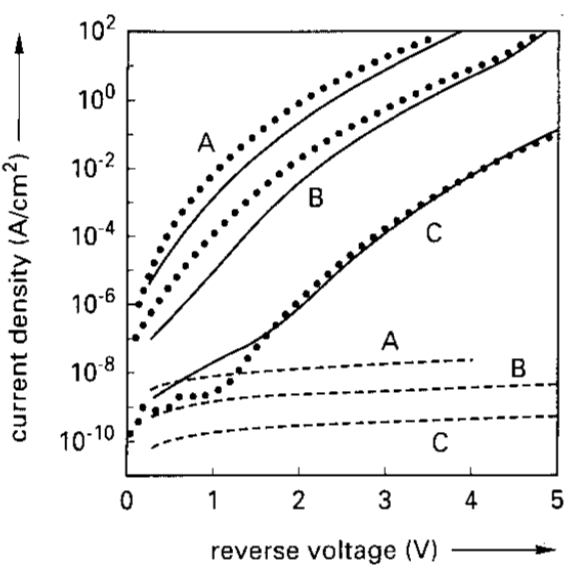 10²
10⁰
10⁻²
10⁻⁴
10⁻⁶
10⁻⁸
10⁻¹⁰
current density (A/cm²)
A
B
C
A
B
C
0 1 2 3 4 5
reverse voltage (V)